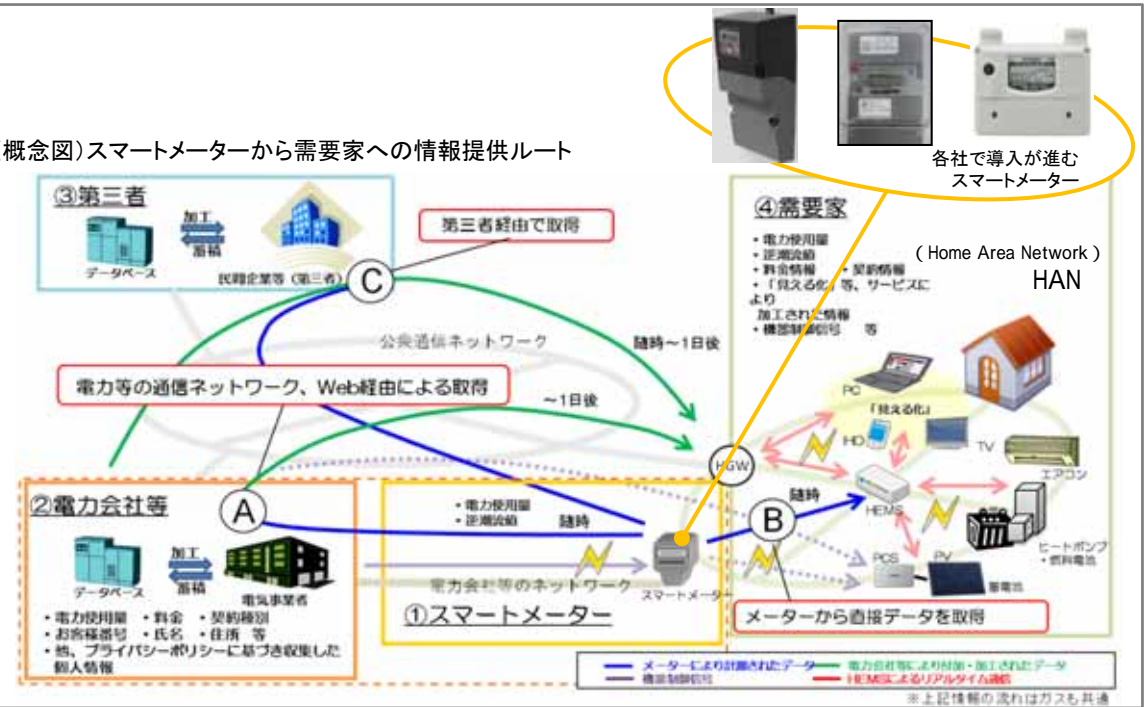 概念図）スマートメーターから需要家への情報提供ルート
各社で導入が進む
スマートメーター
③第三者
データベース
加工
蓄積
民間企業等（第三者）
C
第三者経由で取得
公衆通信ネットワーク
随時～1日後
電力等の通信ネットワーク、Web経由による取得
～1日後
②電力会社等
A
データベース
加工
蓄積
電気事業者
・電力使用量 ・料金 ・契約種別
・お客様番号 ・氏名 ・住所 等
・他、プライバシーポリシーに基づき収集した
個人情報
・電力使用量
・逆潮流値
随時
電力会社等のネットワーク
①スマートメーター
スマートメーター
④需要家
・電力使用量
・逆潮流値
・料金情報 ・契約情報
・「見える化」等、サービスに
より
加工された情報
・機器制御信号 等
（Home Area Network）
HAN
PC
「見える化」
HD
TV
エアコン
HGW
HEMS
B
随時
ヒートポンプ
・燃料電池
PCS
PV
蓄電池
メーターから直接データを取得
メーターにより計測されたデータ
電力会社等により付加・加工されたデータ
機器制御信号
HEMSによるリアルタイム通信
※上記情報の流れはガスも共通